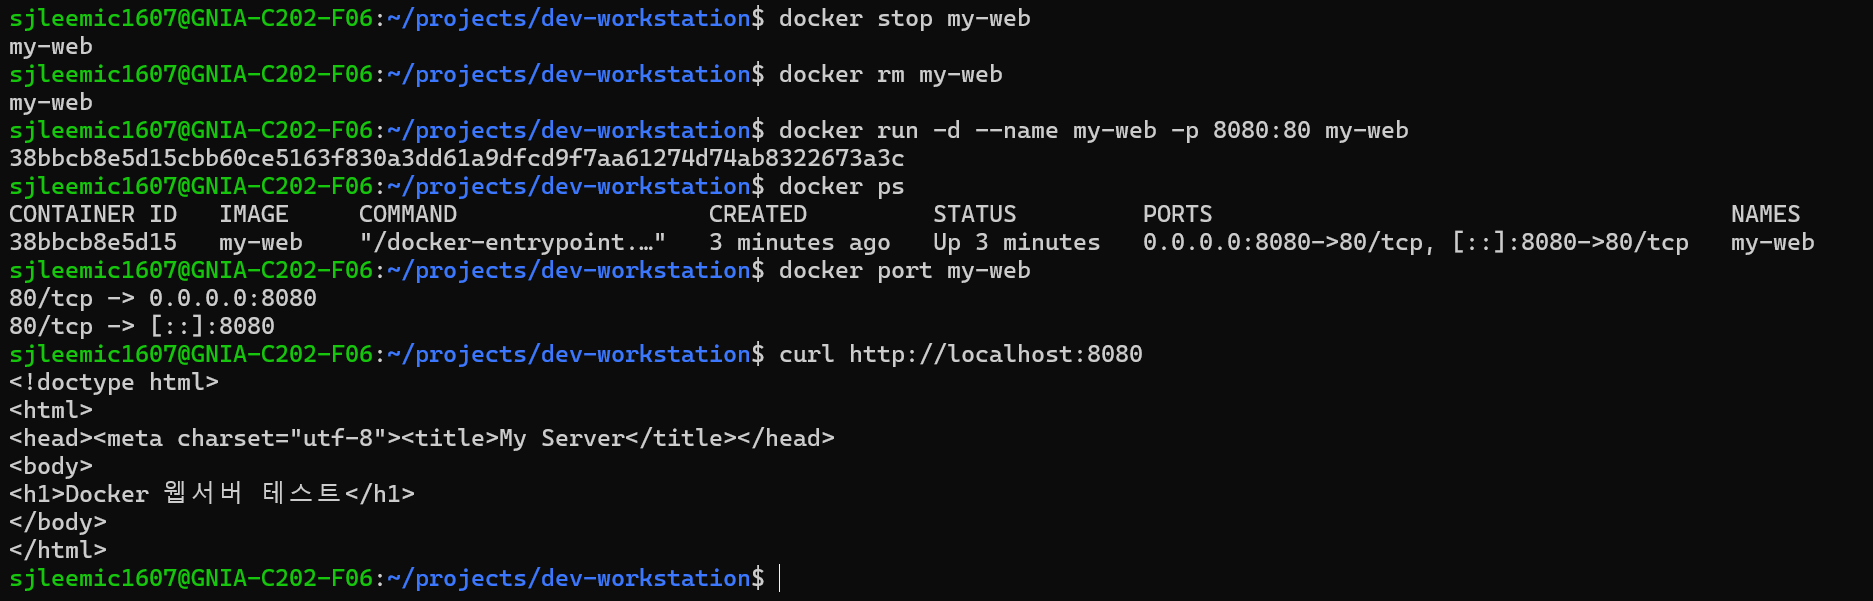 sjleemic1607@GNIA-C202-F06:~/projects/dev-workstation$ docker stop my-web
my-web
sjleemic1607@GNIA-C202-F06:~/projects/dev-workstation$ docker rm my-web
my-web
sjleemic1607@GNIA-C202-F06:~/projects/dev-workstation$ docker run -d --name my-web -p 8080:80 my-web
38bbcb8e5d15cbb60ce5163f830a3dd61a9dfcd9f7aa61274d74ab8322673a3c
sjleemic1607@GNIA-C202-F06:~/projects/dev-workstation$ docker ps
CONTAINER ID   IMAGE     COMMAND                  CREATED         STATUS         PORTS                                     NAMES
38bbcb8e5d15   my-web    "/docker-entrypoint.…"   3 minutes ago   Up 3 minutes   0.0.0.0:8080->80/tcp, [::]:8080->80/tcp   my-web
sjleemic1607@GNIA-C202-F06:~/projects/dev-workstation$ docker port my-web
80/tcp -> 0.0.0.0:8080
80/tcp -> [::]:8080
sjleemic1607@GNIA-C202-F06:~/projects/dev-workstation$ curl http://localhost:8080
<!doctype html>
<html>
<head><meta charset="utf-8"><title>My Server</title></head>
<body>
<h1>Docker 웹서버 테스트</h1>
</body>
</html>
sjleemic1607@GNIA-C202-F06:~/projects/dev-workstation$